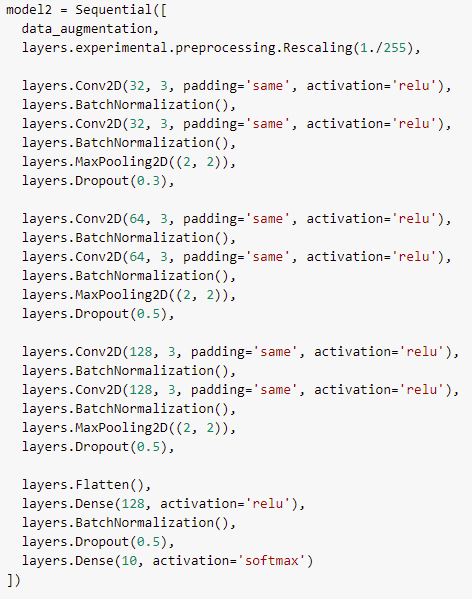 model2 = Sequential([
  data_augmentation,
  layers.experimental.preprocessing.Rescaling(1./255),

  layers.Conv2D(32, 3, padding='same', activation='relu'),
  layers.BatchNormalization(),
  layers.Conv2D(32, 3, padding='same', activation='relu'),
  layers.BatchNormalization(),
  layers.MaxPooling2D((2, 2)),
  layers.Dropout(0.3),

  layers.Conv2D(64, 3, padding='same', activation='relu'),
  layers.BatchNormalization(),
  layers.Conv2D(64, 3, padding='same', activation='relu'),
  layers.BatchNormalization(),
  layers.MaxPooling2D((2, 2)),
  layers.Dropout(0.5),

  layers.Conv2D(128, 3, padding='same', activation='relu'),
  layers.BatchNormalization(),
  layers.Conv2D(128, 3, padding='same', activation='relu'),
  layers.BatchNormalization(),
  layers.MaxPooling2D((2, 2)),
  layers.Dropout(0.5),

  layers.Flatten(),
  layers.Dense(128, activation='relu'),
  layers.BatchNormalization(),
  layers.Dropout(0.5),
  layers.Dense(10, activation='softmax')
])